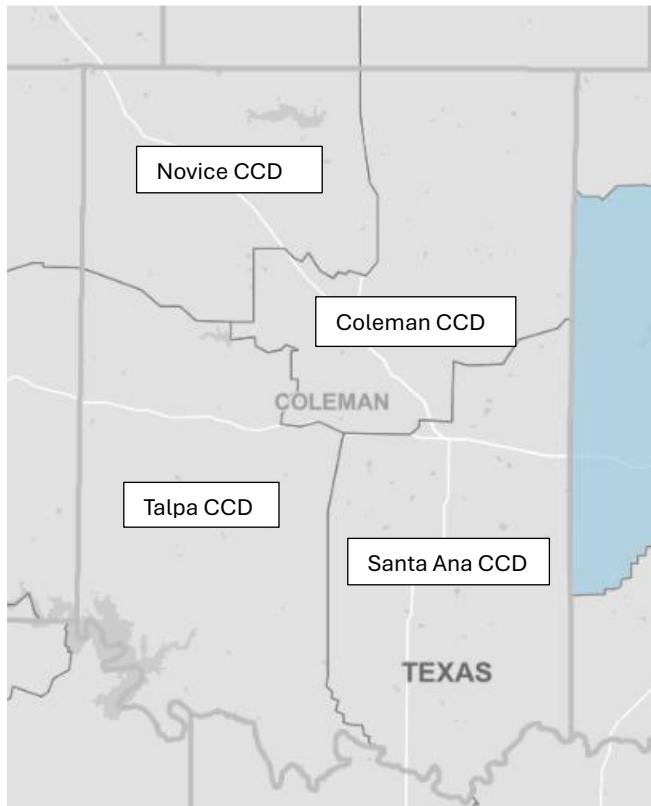 Novice CCD
Coleman CCD
COLEMAN
Talpa CCD
Santa Ana CCD
TEXAS